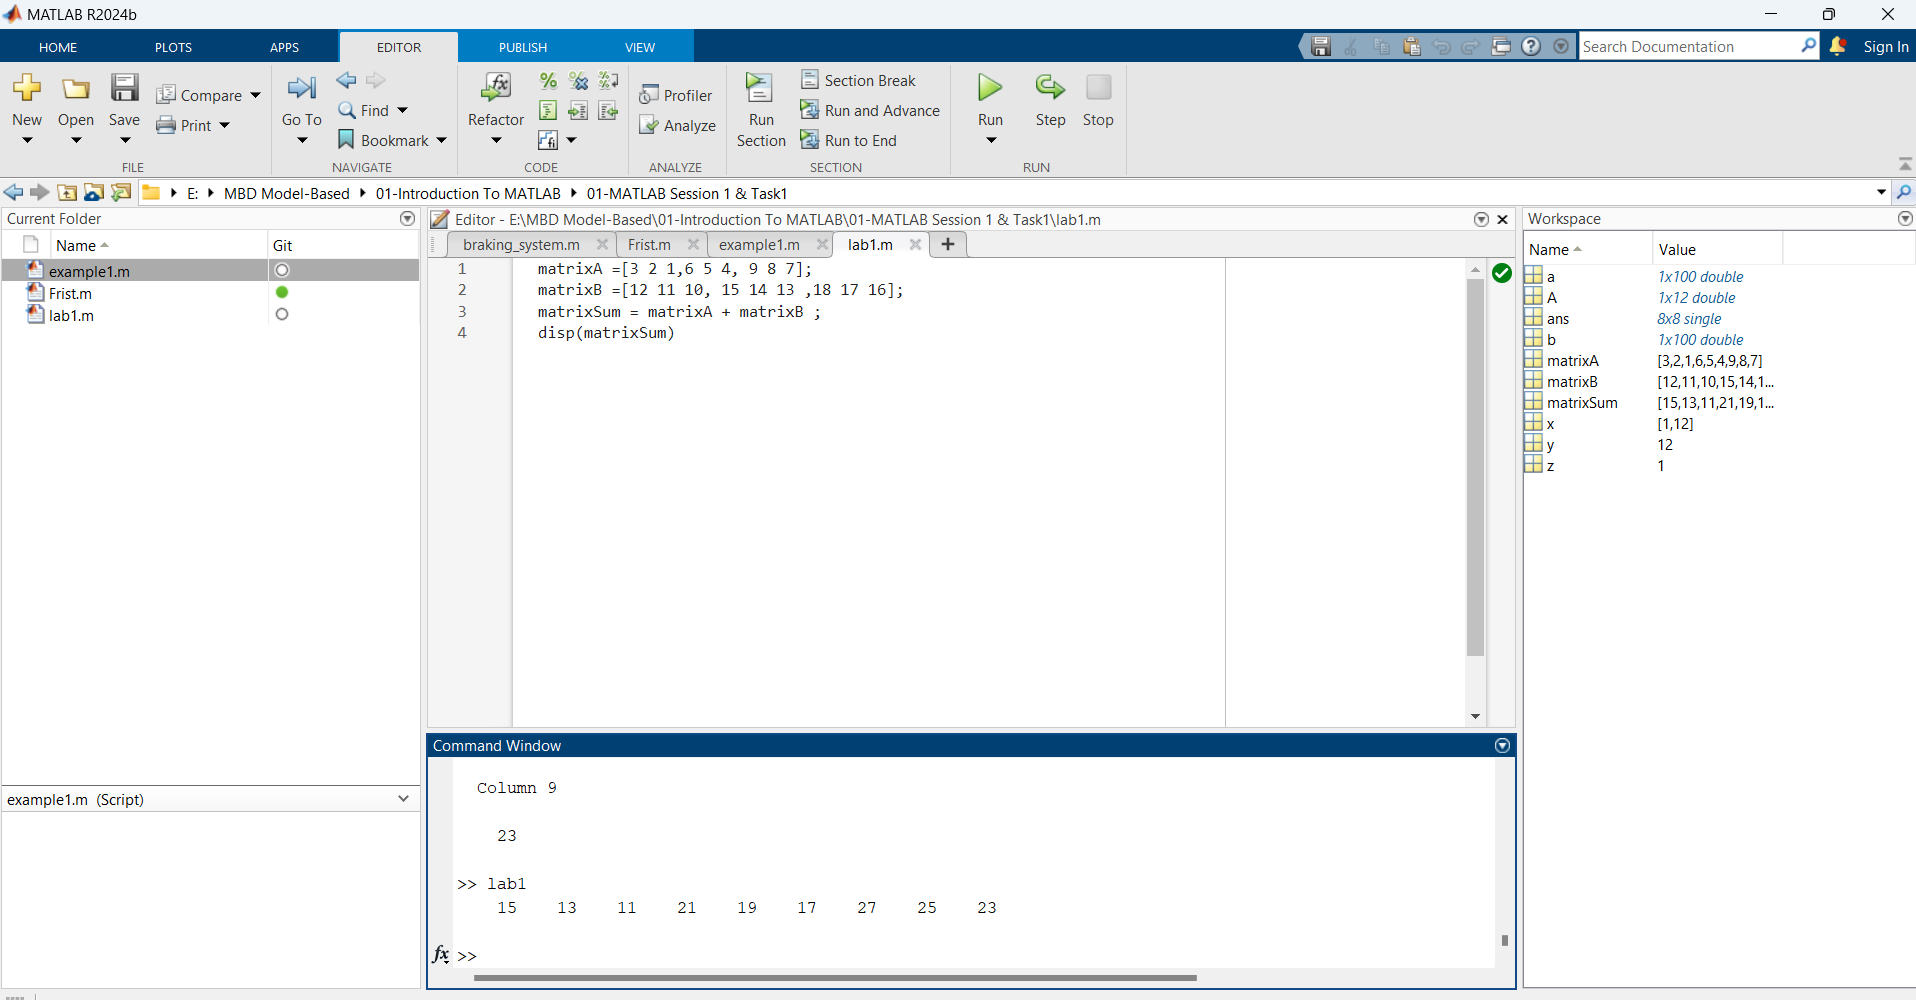 MATLAB R2024b
HOME PLOTS APPS EDITOR PUBLISH VIEW
Search Documentation
Sign In
New
Open
Save
Compare
Print
FILE
Go To
Find
Bookmark
NAVIGATE
Refactor
CODE
Profiler
Analyze
ANALYZE
Run Section
Section Break
Run and Advance
Run to End
SECTION
Run
Step
Stop
RUN
E: MBD Model-Based 01-Introduction To MATLAB 01-MATLAB Session 1 & Task1
Current Folder
Name Git
example1.m
Frist.m
lab1.m
example1.m (Script)
Editor - E:\MBD Model-Based\01-Introduction To MATLAB\01-MATLAB Session 1 & Task1\lab1.m
braking_system.m Frist.m example1.m lab1.m +
1 matrixA =[3 2 1,6 5 4, 9 8 7];
2 matrixB =[12 11 10, 15 14 13 ,18 17 16];
3 matrixSum = matrixA + matrixB ;
4 disp(matrixSum)
Command Window
Column 9
23
>> lab1
15 13 11 21 19 17 27 25 23
fx >>
Workspace
Name Value
a 1x100 double
A 1x12 double
ans 8x8 single
b 1x100 double
matrixA [3,2,1,6,5,4,9,8,7]
matrixB [12,11,10,15,14,1...
matrixSum [15,13,11,21,19,1...
x [1,12]
y 12
z 1